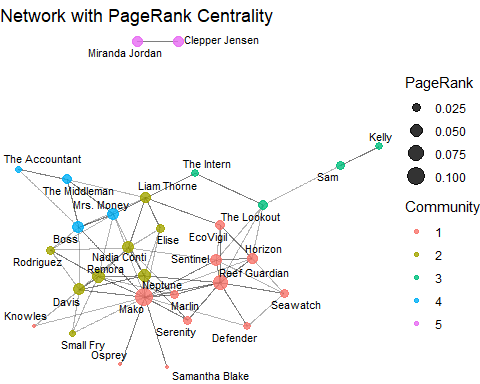 Network with PageRank Centrality
Clepper Jensen
Miranda Jordan
Kelly
The Accountant
The Intern
Sam
The Middleman
Liam Thorne
Mrs. Money
The Lookout
EcoVigil
Boss
Elise
Horizon
Nadia Conti
Sentinel
Rodriguez
Remora
Reef Guardian
Neptune
Davis
Marlin
Seawatch
Mako
Knowles
Serenity
Defender
Small Fry
Osprey
Samantha Blake
PageRank
0.025
0.050
0.075
0.100
Community
1
2
3
4
5